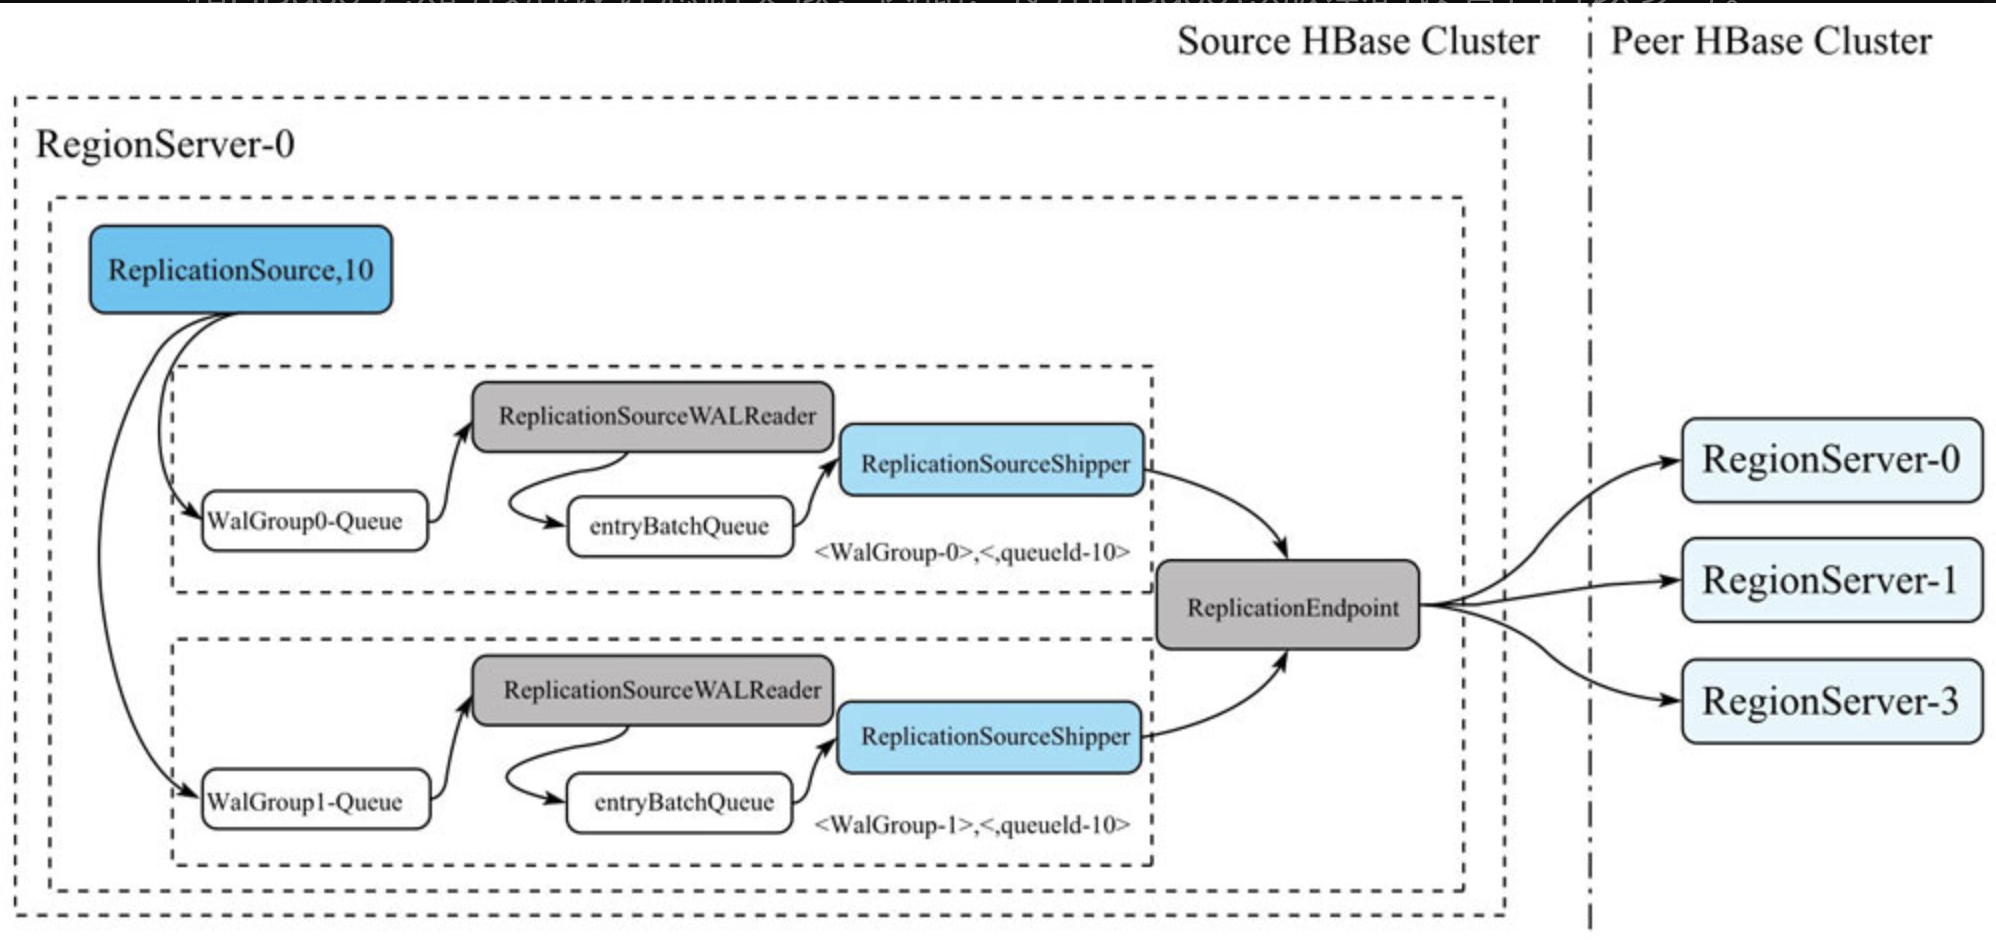 Source HBase Cluster
Peer HBase Cluster
RegionServer-0
ReplicationSource,10
ReplicationSourceWALReader
ReplicationSourceShipper
WalGroup0-Queue
entryBatchQueue
<WalGroup-0>,<,queueId-10>
ReplicationEndpoint
ReplicationSourceWALReader
ReplicationSourceShipper
WalGroup1-Queue
entryBatchQueue
<WalGroup-1>,<,queueId-10>
RegionServer-0
RegionServer-1
RegionServer-3